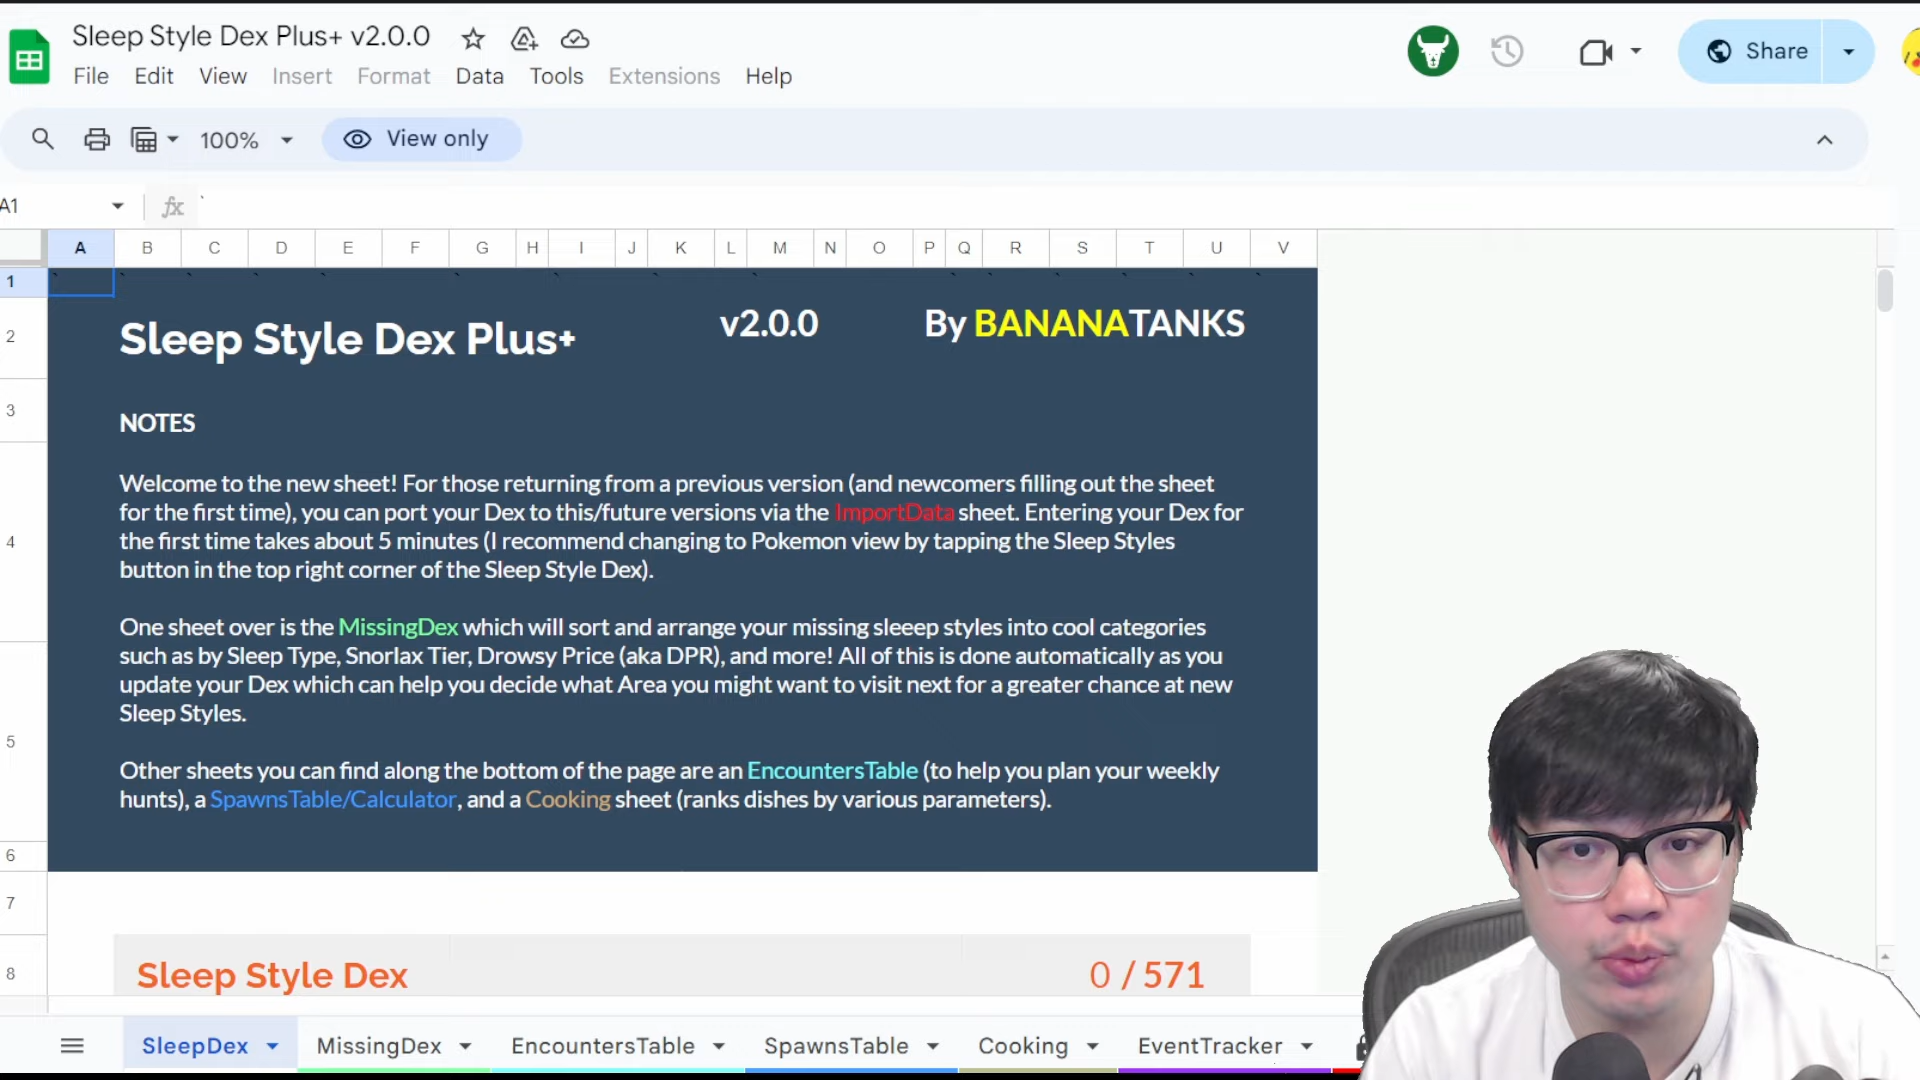 Sleep Style Dex Plus+ v2.0.0
File Edit View Insert Format Data Tools Extensions Help
Share
100% View only
A1 fx `
A B C D E F G H I J K L M N O P Q R S T U V
1
2 Sleep Style Dex Plus+ v2.0.0 By BANANATANKS
3 NOTES
Welcome to the new sheet! For those returning from a previous version (and newcomers filling out the sheet
for the first time), you can port your Dex to this/future versions via the ImportData sheet. Entering your Dex for
4 the first time takes about 5 minutes (I recommend changing to Pokemon view by tapping the Sleep Styles
button in the top right corner of the Sleep Style Dex).
One sheet over is the MissingDex which will sort and arrange your missing sleeep styles into cool categories
such as by Sleep Type, Snorlax Tier, Drowsy Price (aka DPR), and more! All of this is done automatically as you
update your Dex which can help you decide what Area you might want to visit next for a greater chance at new
Sleep Styles.
5
Other sheets you can find along the bottom of the page are an EncountersTable (to help you plan your weekly
hunts), a SpawnsTable/Calculator, and a Cooking sheet (ranks dishes by various parameters).
6
7
8 Sleep Style Dex 0 / 571
SleepDex MissingDex EncountersTable SpawnsTable Cooking EventTracker